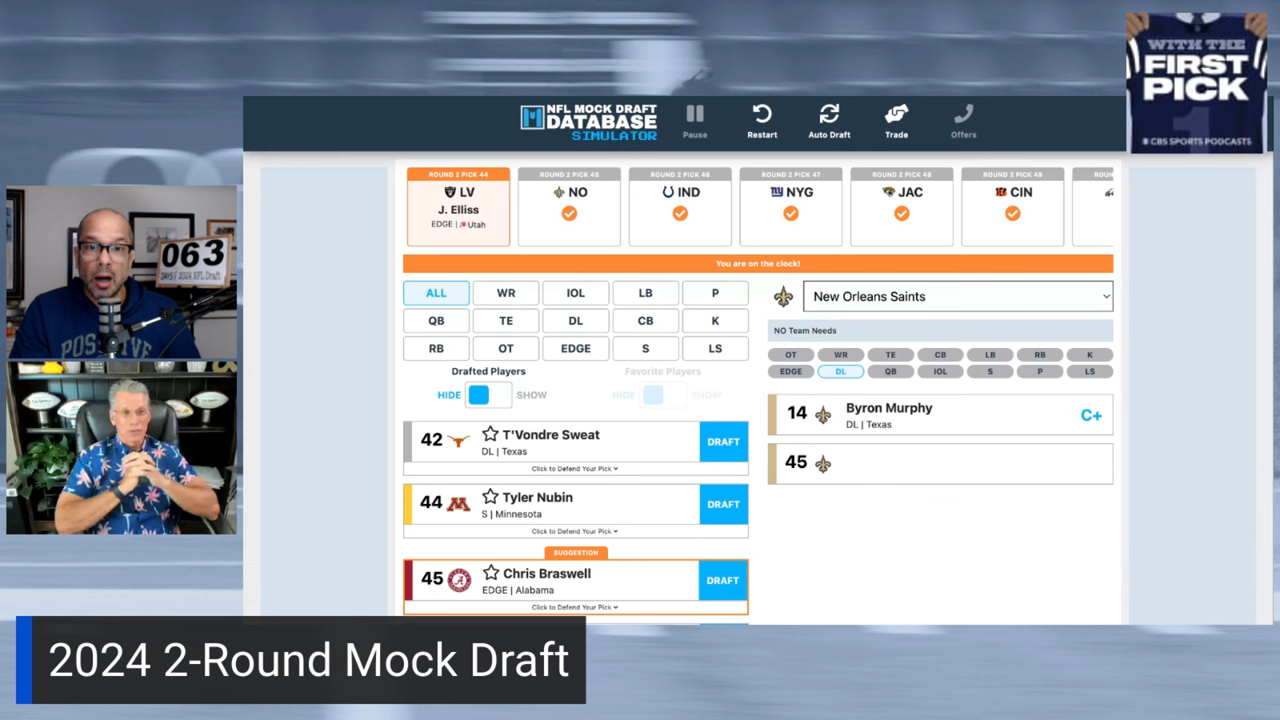 WITH THE
FIRST
PICK
CBS SPORTS PODCASTS
NFL MOCK DRAFT
DATABASE
SIMULATOR
Pause
Restart
Auto Draft
Trade
Offers
ROUND 2 PICK 44
LV
J. Elliss
EDGE | Utah
ROUND 2 PICK 45
NO
ROUND 2 PICK 46
IND
ROUND 2 PICK 47
NYG
ROUND 2 PICK 48
JAC
ROUND 2 PICK 49
CIN
ROUN
You are on the clock!
ALL WR IOL LB P
QB TE DL CB K
RB OT EDGE S LS
Drafted Players
HIDE SHOW
Favorite Players
HIDE SHOW
42 T'Vondre Sweat
DL | Texas
DRAFT
Click to Defend Your Pick
44 Tyler Nubin
S | Minnesota
DRAFT
Click to Defend Your Pick
SUGGESTION
45 Chris Braswell
EDGE | Alabama
DRAFT
Click to Defend Your Pick
New Orleans Saints
NO Team Needs
OT WR TE CB LB RB K
EDGE DL QB IOL S P LS
14 Byron Murphy
DL | Texas
C+
45
063
POSITIVE
2024 2-Round Mock Draft